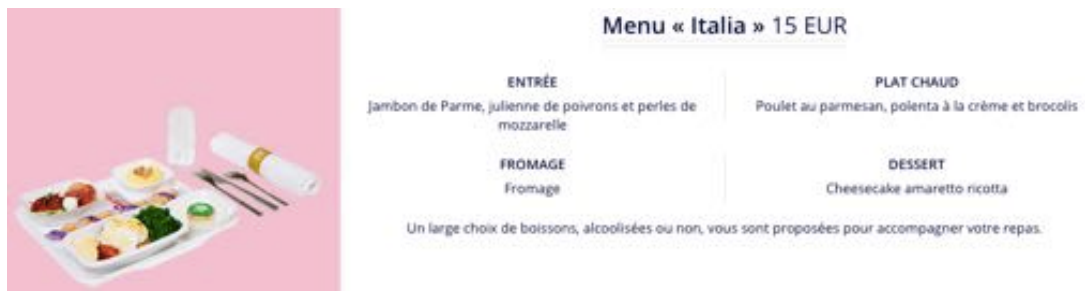 Menu « Italia » 15 EUR
ENTRÉE
Jambon de Parme, julienne de poivrons et perles de
mozzarelle
PLAT CHAUD
Poulet au parmesan, polenta à la crème et brocolis
FROMAGE
Fromage
DESSERT
Cheesecake amaretto ricotta
Un large choix de boissons, alcoolisées ou non, vous sont proposées pour accompagner votre repas.